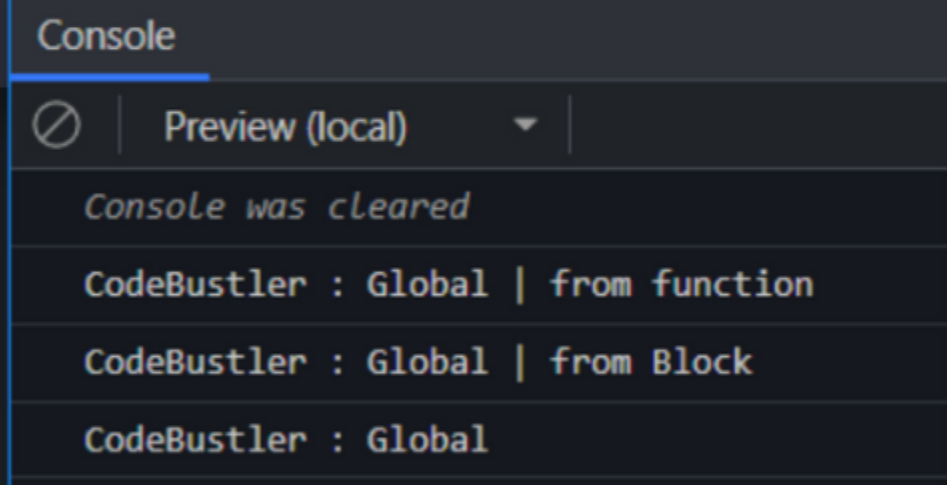 Console
Preview (local)
Console was cleared
CodeBustler : Global | from function
CodeBustler : Global | from Block
CodeBustler : Global